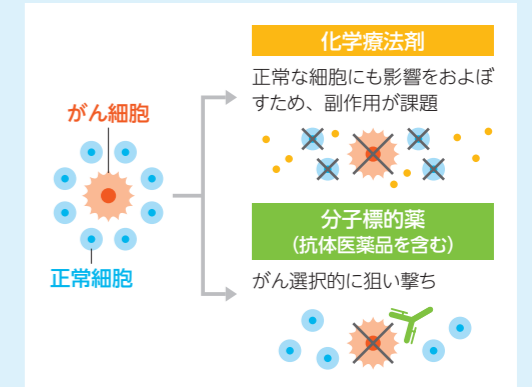 化学療法剤
正常な細胞にも影響をおよぼ
すため、副作用が課題
がん細胞
正常細胞
分子標的薬
（抗体医薬品を含む）
がん選択的に狙い撃ち